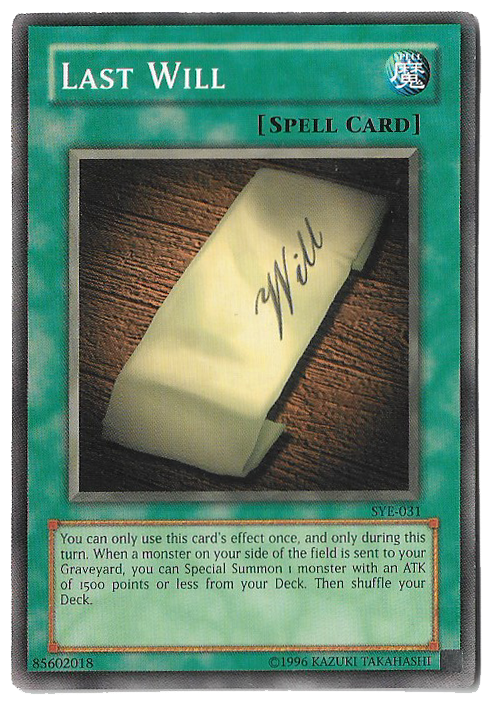 LAST WILL
SPELL
魔
[SPELL CARD]
Will
SYE-031
You can only use this card's effect once, and only during this
turn. When a monster on your side of the field is sent to your
Graveyard, you can Special Summon 1 monster with an ATK
of 1500 points or less from your Deck. Then shuffle your
Deck.
85602018
©1996 KAZUKI TAKAHASHI